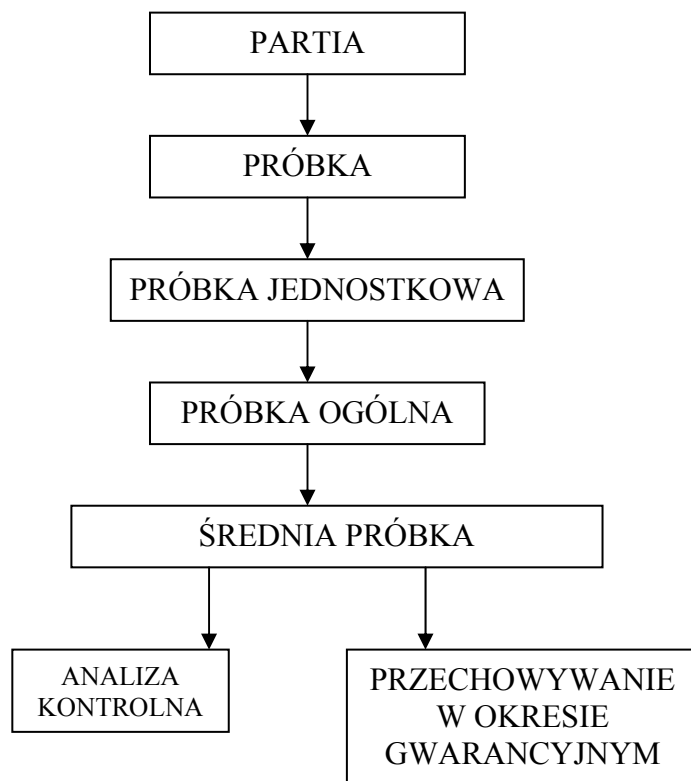 PARTIA
PRÓBKA
PRÓBKA JEDNOSTKOWA
PRÓBKA OGÓLNA
ŚREDNIA PRÓBKA
ANALIZA
KONTROLNA
PRZECHOWYWANIE
W OKRESIE
GWARANCYJNYM